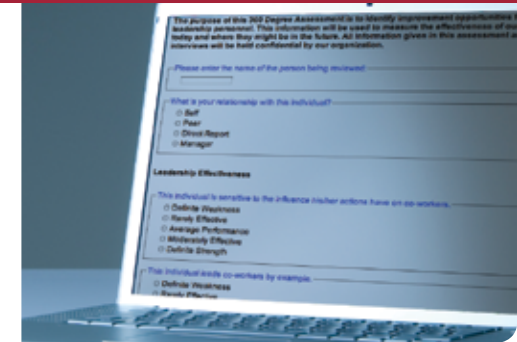 The purpose of this 360 Degree Assessment is to identify improvement opportunities
leadership personnel. This information will be used to measure the effectiveness of
today and where they might be in the future. All information given in this assessment
interviews will be held confidential by our organization.
Please enter the name of the person being reviewed:
What is your relationship with this individual?
Self
Peer
Direct Report
Manager
Leadership Effectiveness
This individual is sensitive to the influence his/her actions have on co-workers.
Definite Weakness
Rarely Effective
Average Performance
Moderately Effective
Definite Strength
This individual leads co-workers by example.
Definite Weakness
Rarely Effective